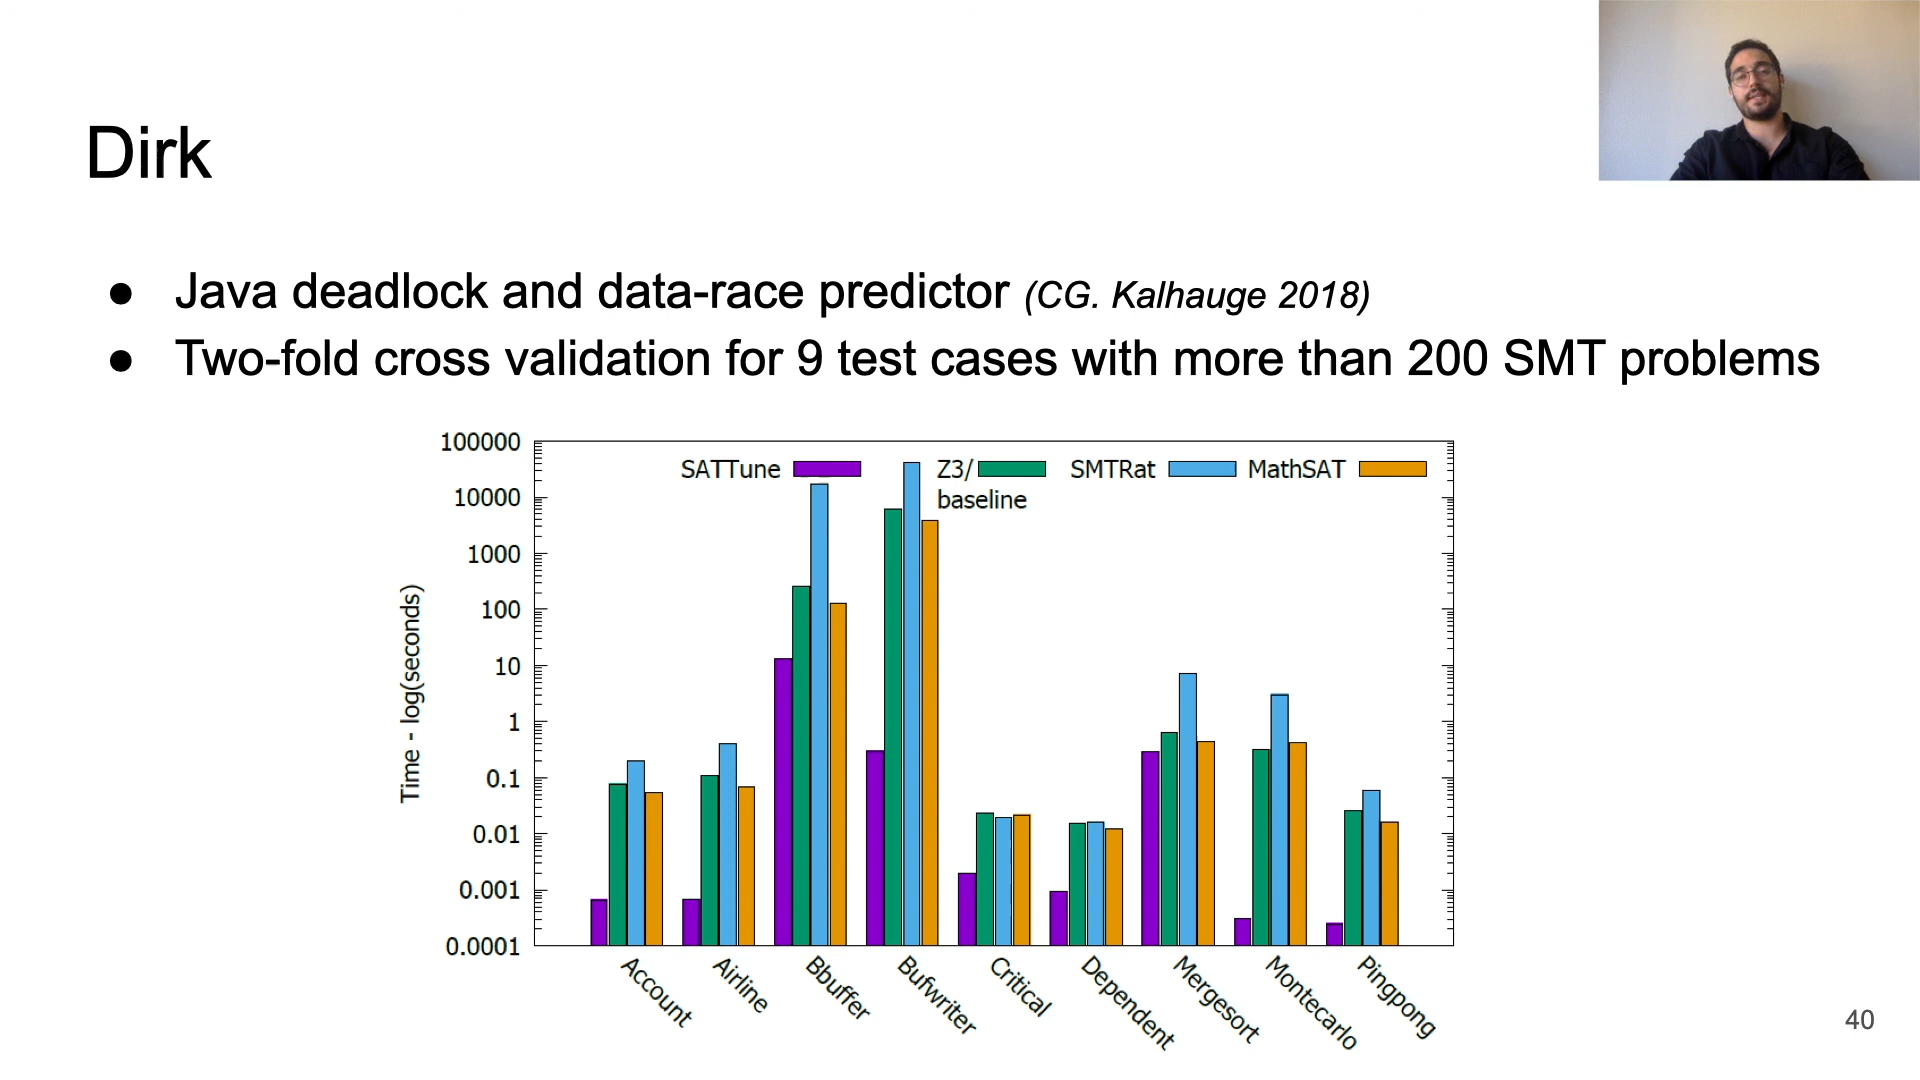 Dirk
● Java deadlock and data-race predictor (CG. Kalhauge 2018)
● Two-fold cross validation for 9 test cases with more than 200 SMT problems
SATTune
Z3/
baseline
SMTRat
MathSAT
Time - log(seconds)
100000
10000
1000
100
10
1
0.1
0.01
0.001
0.0001
Account
Airline
Bbuffer
Bufwriter
Critical
Dependent
Mergesort
Montecarlo
Pingpong
40